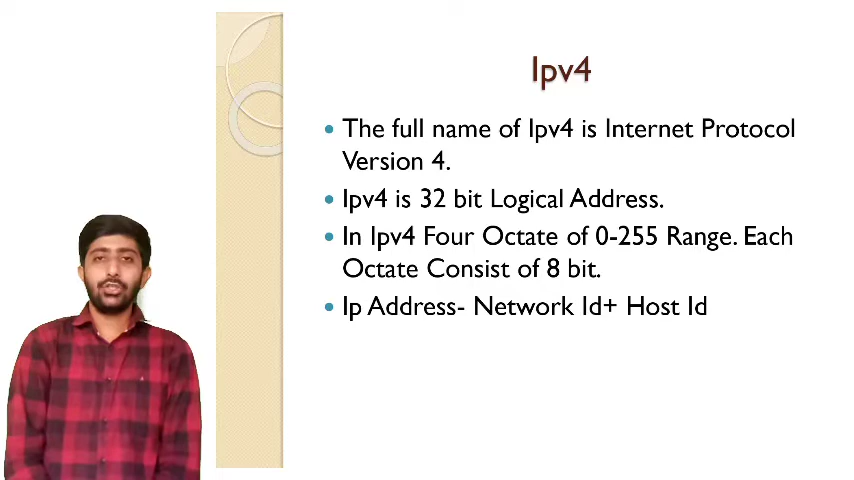 Ipv4
The full name of Ipv4 is Internet Protocol
Version 4.
Ipv4 is 32 bit Logical Address.
In Ipv4 Four Octate of 0-255 Range. Each
Octate Consist of 8 bit.
Ip Address- Network Id+ Host Id